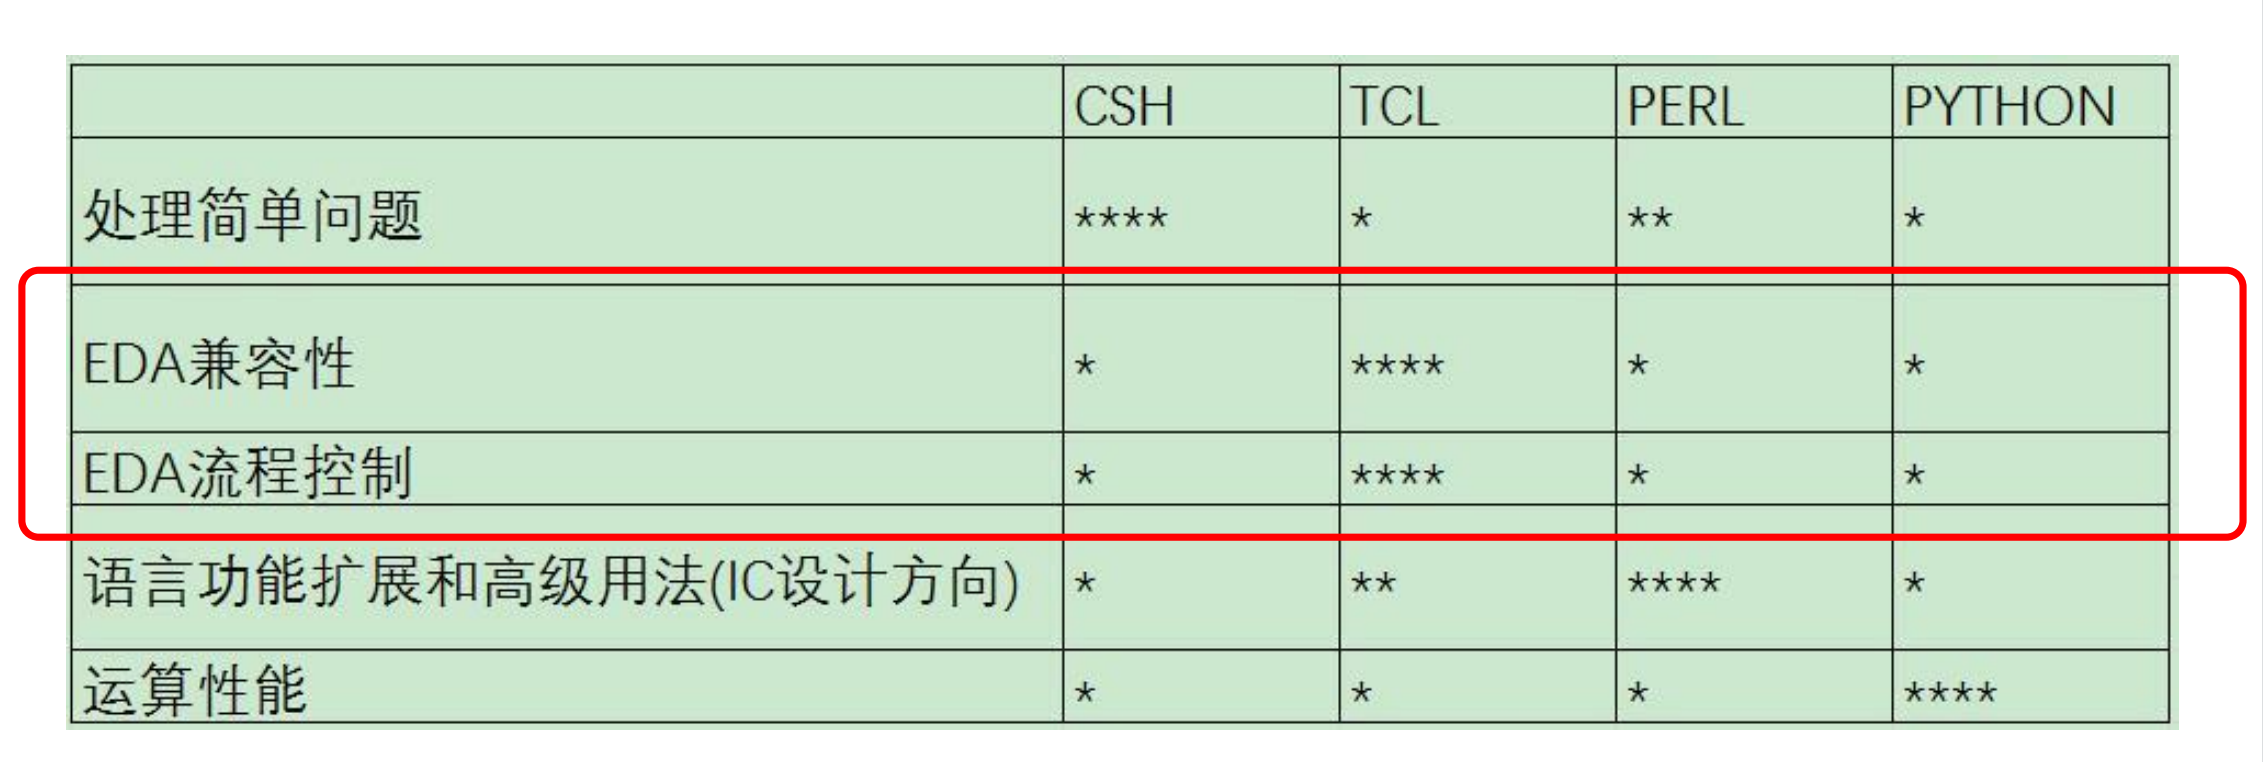 CSH TCL PERL PYTHON
处理简单问题 **** * ** *
EDA兼容性 * **** * *
EDA流程控制 * **** * *
语言功能扩展和高级用法(IC设计方向) * ** **** *
运算性能 * * * ****